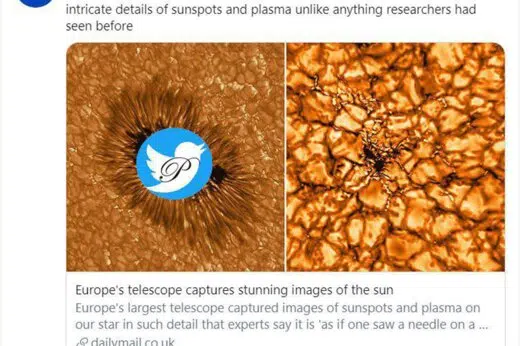 intricate details of sunspots and plasma unlike anything researchers had
seen before
P
Europe's telescope captures stunning images of the sun
Europe's largest telescope captured images of sunspots and plasma on
our star in such detail that experts say it is 'as if one saw a needle on a ...
dailymail.co.uk